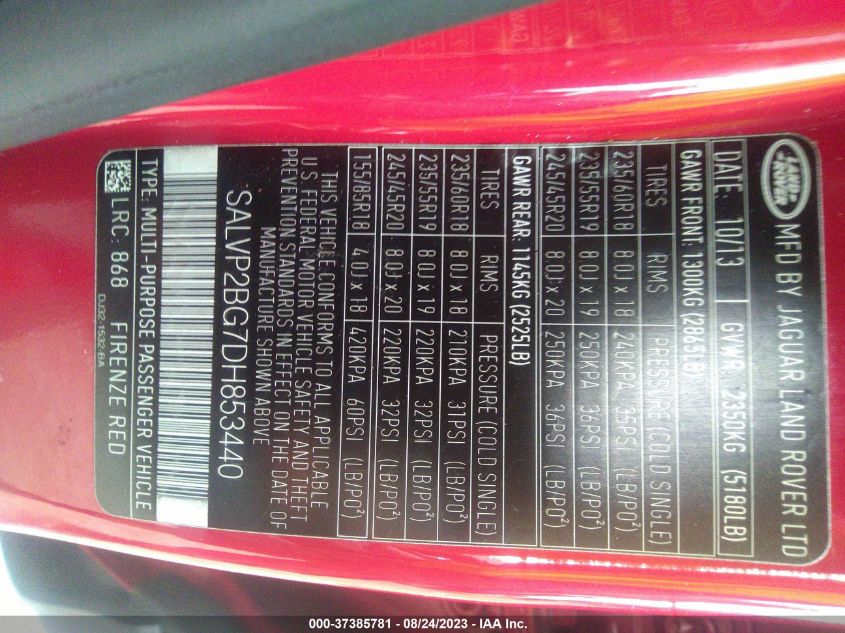 LAND ROVER
MFD BY JAGUAR LAND ROVER LTD
DATE: 10/13 GVWR: 2350KG (5180LB)
GAWR FRONT: 1300KG (2865LB)
TIRES RIMS PRESSURE (COLD SINGLE)
235/60R18 8.0J x 18 240KPA 35PSI (LB/PO²)
235/55R19 8.0J x 19 250KPA 36PSI (LB/PO²)
245/45R20 8.0J x 20 250KPA 36PSI (LB/PO²)
GAWR REAR: 1145KG (2525LB)
TIRES RIMS PRESSURE (COLD SINGLE)
235/60R18 8.0J x 18 210KPA 31PSI (LB/PO²)
235/55R19 8.0J x 19 220KPA 32PSI (LB/PO²)
245/45R20 8.0J x 20 220KPA 32PSI (LB/PO²)
155/85R18 4.0J x 18 420KPA 60PSI (LB/PO²)
THIS VEHICLE CONFORMS TO ALL APPLICABLE
U.S. FEDERAL MOTOR VEHICLE SAFETY AND THEFT
PREVENTION STANDARDS IN EFFECT ON THE DATE OF
MANUFACTURE SHOWN ABOVE
SALVP2BG7DH853440
TYPE: MULTI-PURPOSE PASSENGER VEHICLE
LRC: 868 FIRENZE RED
DJ32-1532-BA
000-37385781 - 08/24/2023 - IAA Inc.